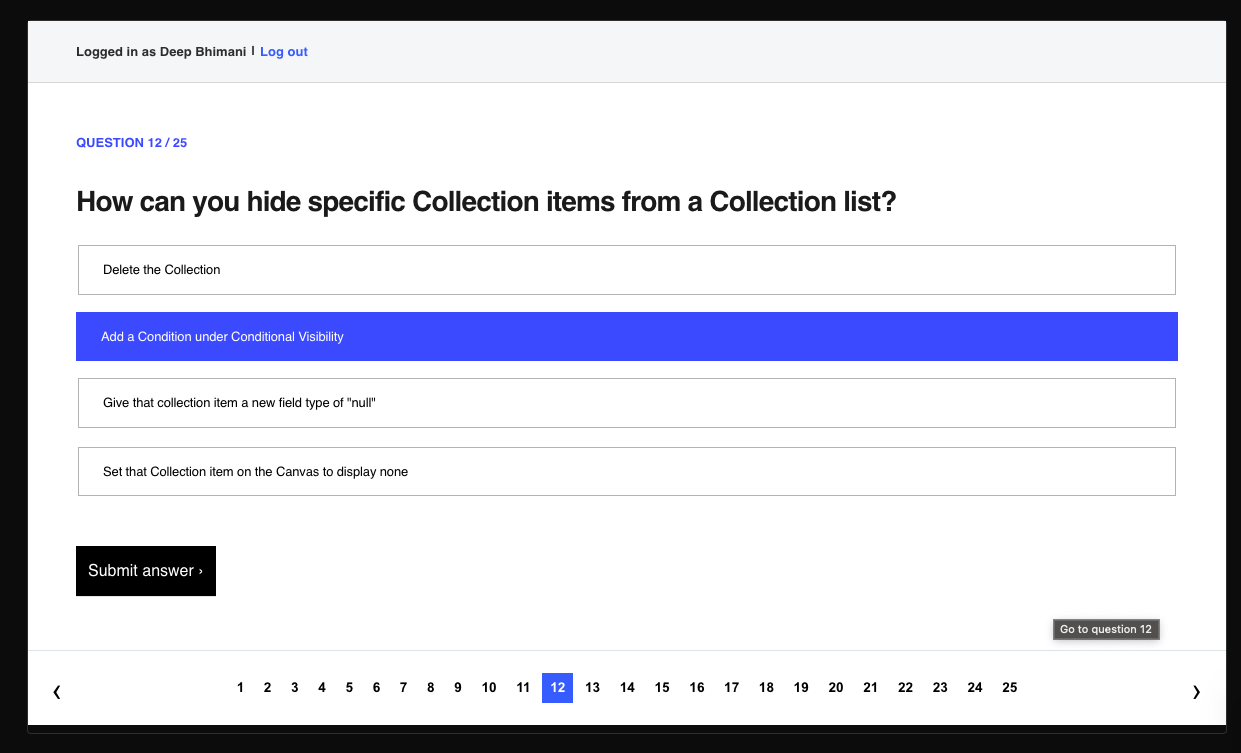 Logged in as Deep Bhimani | Log out
QUESTION 12 / 25
How can you hide specific Collection items from a Collection list?
Delete the Collection
Add a Condition under Conditional Visibility
Give that collection item a new field type of "null"
Set that Collection item on the Canvas to display none
Submit answer ›
Go to question 12
‹ 1 2 3 4 5 6 7 8 9 10 11 12 13 14 15 16 17 18 19 20 21 22 23 24 25 ›